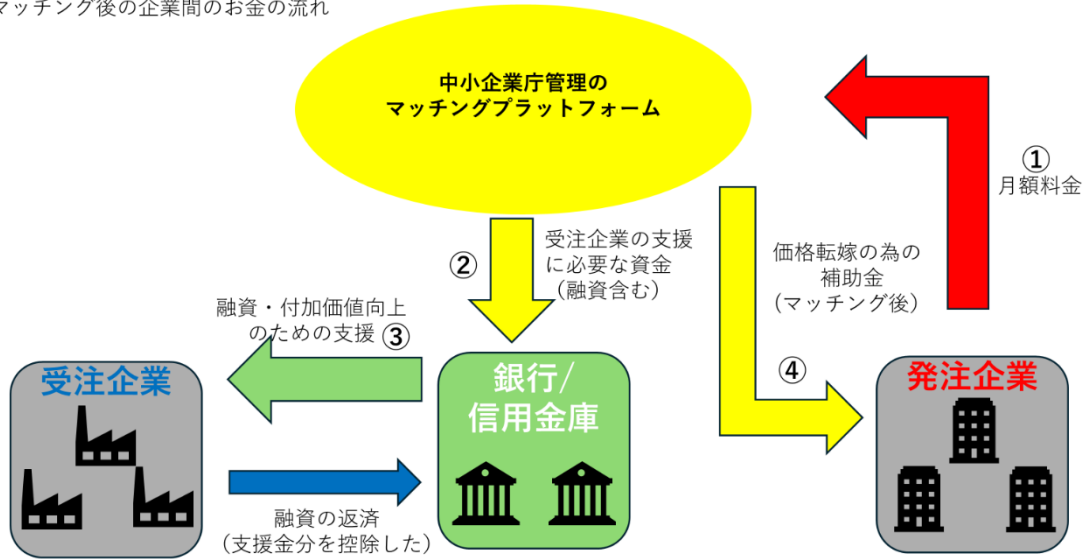 マッチング後の企業間のお金の流れ
中小企業庁管理の
マッチングプラットフォーム
①
月額料金
②
受注企業の支援
に必要な資金
（融資含む）
価格転嫁の為の
補助金
（マッチング後）
融資・付加価値向上
のための支援 ③
④
受注企業
銀行/
信用金庫
発注企業
融資の返済
（支援金分を控除した）